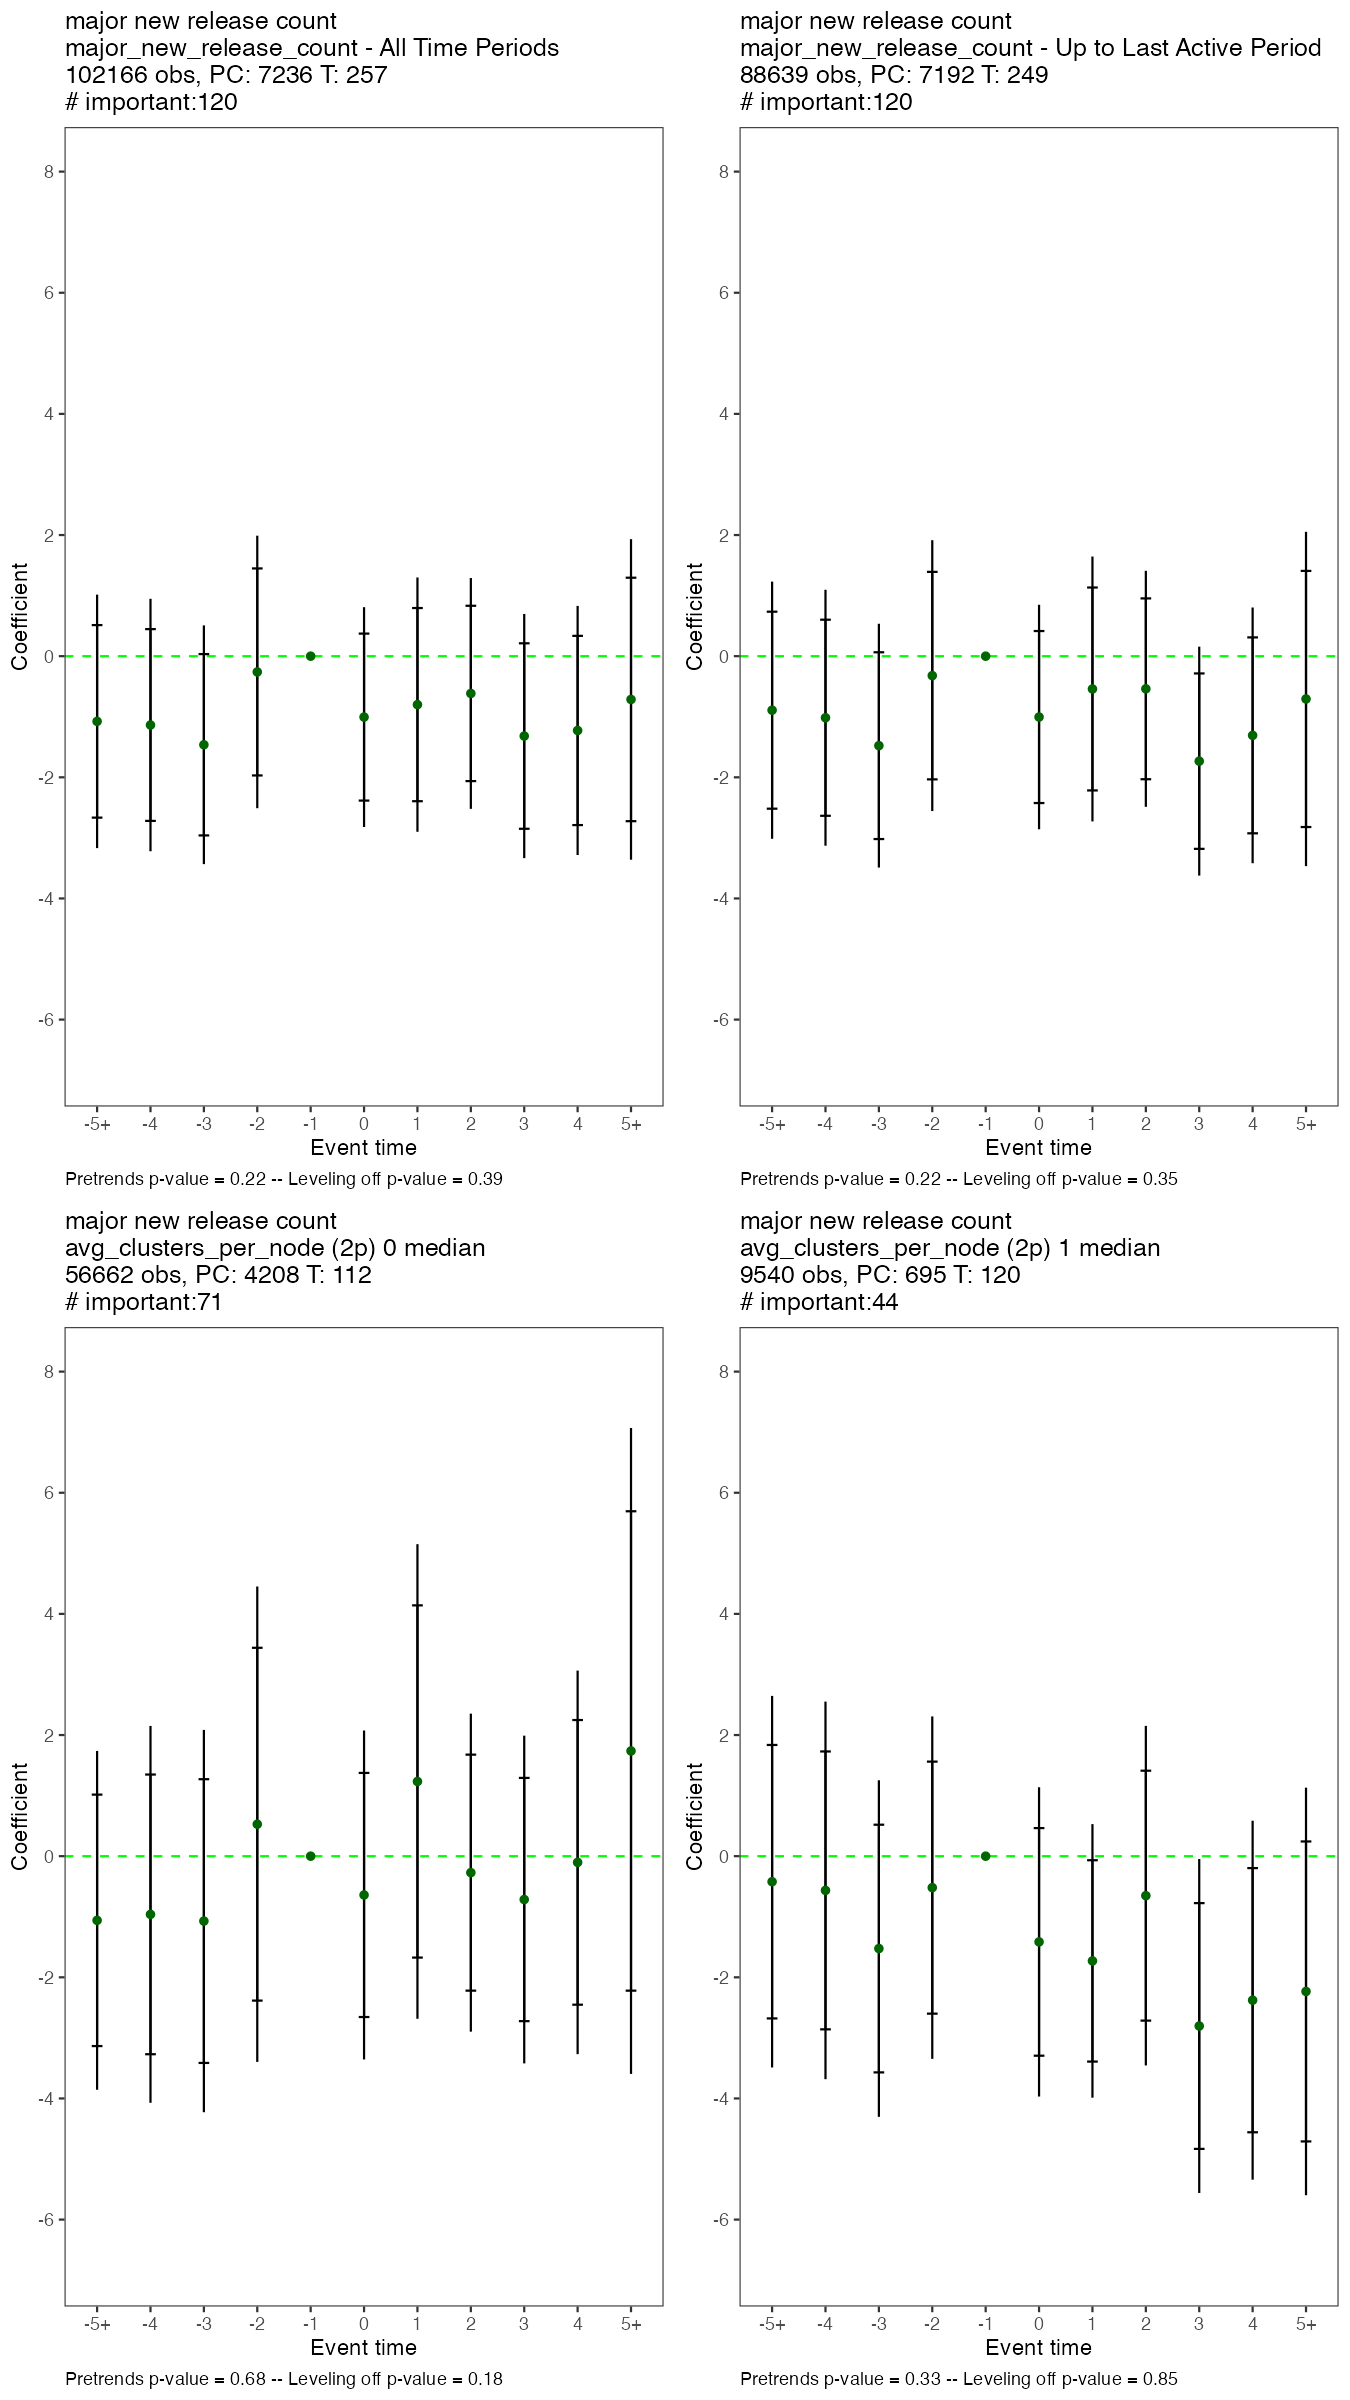 major new release count
major_new_release_count - All Time Periods
102166 obs, PC: 7236 T: 257
# important:120
8
6
4
2
0
-2
-4
-6
Coefficient
-5+ -4 -3 -2 -1 0 1 2 3 4 5+
Event time
Pretrends p-value = 0.22 -- Leveling off p-value = 0.39
major new release count
major_new_release_count - Up to Last Active Period
88639 obs, PC: 7192 T: 249
# important:120
8
6
4
2
0
-2
-4
-6
Coefficient
-5+ -4 -3 -2 -1 0 1 2 3 4 5+
Event time
Pretrends p-value = 0.22 -- Leveling off p-value = 0.35
major new release count
avg_clusters_per_node (2p) 0 median
56662 obs, PC: 4208 T: 112
# important:71
8
6
4
2
0
-2
-4
-6
Coefficient
-5+ -4 -3 -2 -1 0 1 2 3 4 5+
Event time
Pretrends p-value = 0.68 -- Leveling off p-value = 0.18
major new release count
avg_clusters_per_node (2p) 1 median
9540 obs, PC: 695 T: 120
# important:44
8
6
4
2
0
-2
-4
-6
Coefficient
-5+ -4 -3 -2 -1 0 1 2 3 4 5+
Event time
Pretrends p-value = 0.33 -- Leveling off p-value = 0.85